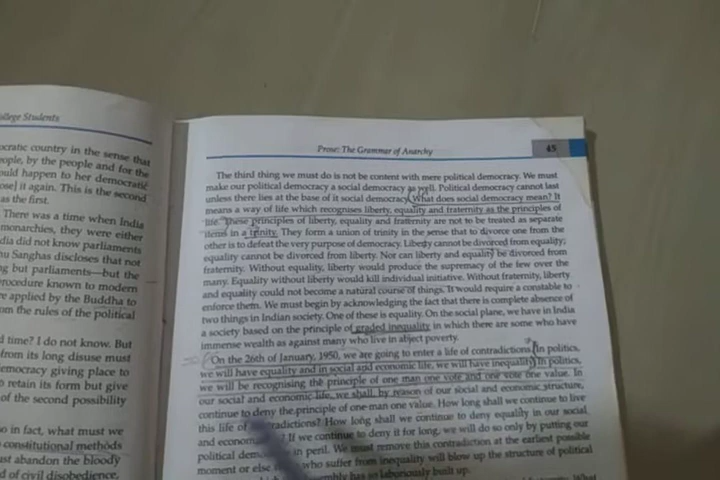 ollege Students
ocratic country in the sense that
ople, by the people and for the
ould happen to her democratic
ose] it again. This is the second
as the first.
There was a time when India
monarchies, they were either
dia did not know parliaments
hu Sanghas discloses that not
ng but parliaments—but the
rocedure known to modern
re applied by the Buddha to
om the rules of the political
d time? I do not know. But
from its long disuse must
emocracy giving place to
o retain its form but give
of the second possibility
so in fact, what must we
constitutional methods
ust abandon the bloody
d of civil disobedience,
Prose: The Grammar of Anarchy
45
The third thing we must do is not be content with mere political democracy. We must
make our political democracy a social democracy as well. Political democracy cannot last
unless there lies at the base of it social democracy. What does social democracy mean? It
means a way of life which recognises liberty, equality and fraternity as the principles of
life. These principles of liberty, equality and fraternity are not to be treated as separate
items in a trinity. They form a union of trinity in the sense that to divorce one from the
other is to defeat the very purpose of democracy. Liberty cannot be divorced from equality;
equality cannot be divorced from liberty. Nor can liberty and equality be divorced from
fraternity. Without equality, liberty would produce the supremacy of the few over the
many. Equality without liberty would kill individual initiative. Without fraternity, liberty
and equality could not become a natural course of things. It would require a constable to
enforce them. We must begin by acknowledging the fact that there is complete absence of
two things in Indian society. One of these is equality. On the social plane, we have in India
a society based on the principle of graded inequality in which there are some who have
immense wealth as against many who live in abject poverty.
On the 26th of January, 1950, we are going to enter a life of contradictions. In politics,
we will have equality and in social and economic life, we will have inequality. In politics,
we will be recognising the principle of one man one vote and one vote one value. In
our social and economic life, we shall, by reason of our social and economic structure,
continue to deny the principle of one man one value. How long shall we continue to live
this life of contradictions? How long shall we continue to deny equality in our social
and economic ? If we continue to deny it for long, we will do so only by putting our
political in peril. We must remove this contradiction at the earliest possible
moment or else who suffer from inequality will blow up the structure of political
has so laboriously built up.